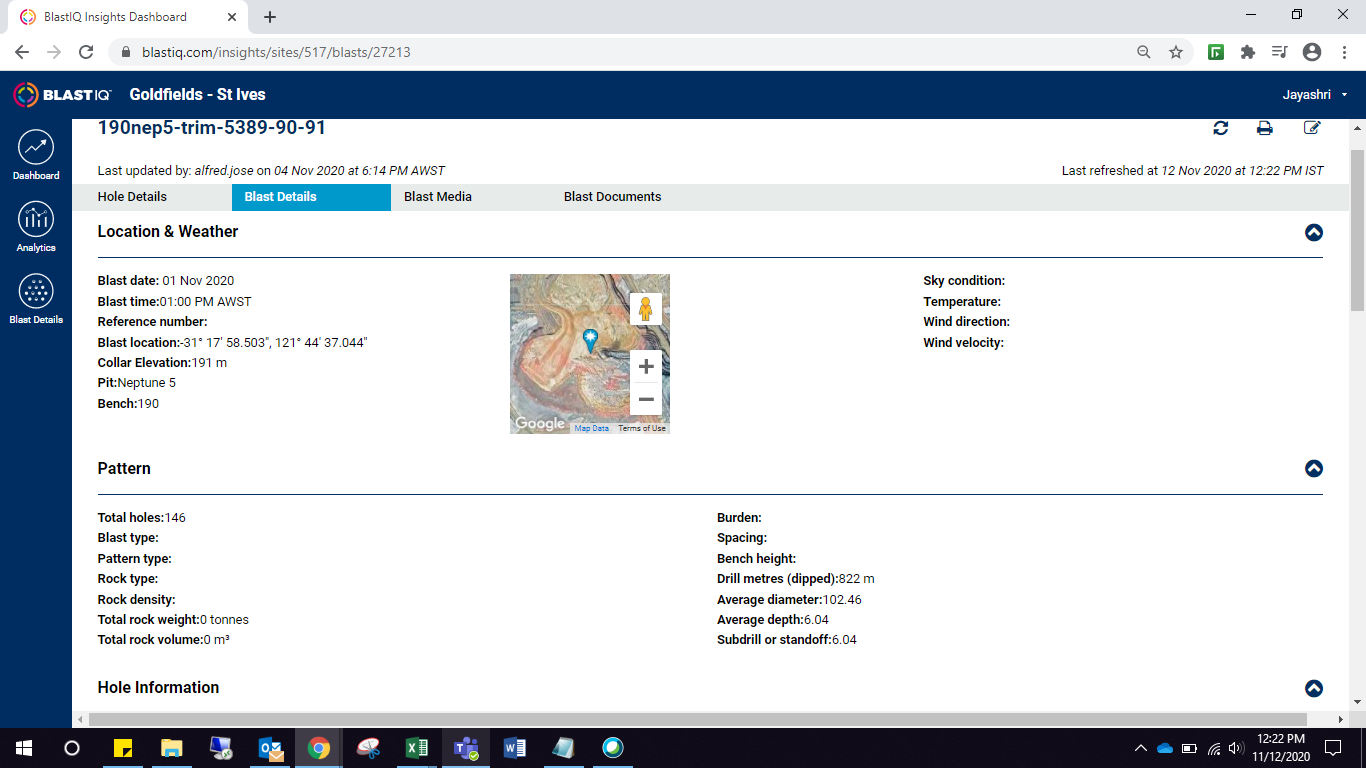 BlastIQ Insights Dashboard
blastiq.com/insights/sites/517/blasts/27213
BLASTIQ™ Goldfields - St Ives Jayashri
190nep5-trim-5389-90-91
Last updated by: alfred.jose on 04 Nov 2020 at 6:14 PM AWST Last refreshed at 12 Nov 2020 at 12:22 PM IST
Dashboard
Analytics
Blast Details
Hole Details Blast Details Blast Media Blast Documents
Location & Weather
Blast date: 01 Nov 2020
Blast time:01:00 PM AWST
Reference number:
Blast location:-31° 17' 58.503", 121° 44' 37.044"
Collar Elevation:191 m
Pit:Neptune 5
Bench:190
Google Map Data Terms of Use
Sky condition:
Temperature:
Wind direction:
Wind velocity:
Pattern
Total holes:146
Blast type:
Pattern type:
Rock type:
Rock density:
Total rock weight:0 tonnes
Total rock volume:0 m³
Burden:
Spacing:
Bench height:
Drill metres (dipped):822 m
Average diameter:102.46
Average depth:6.04
Subdrill or standoff:6.04
Hole Information
12:22 PM
11/12/2020